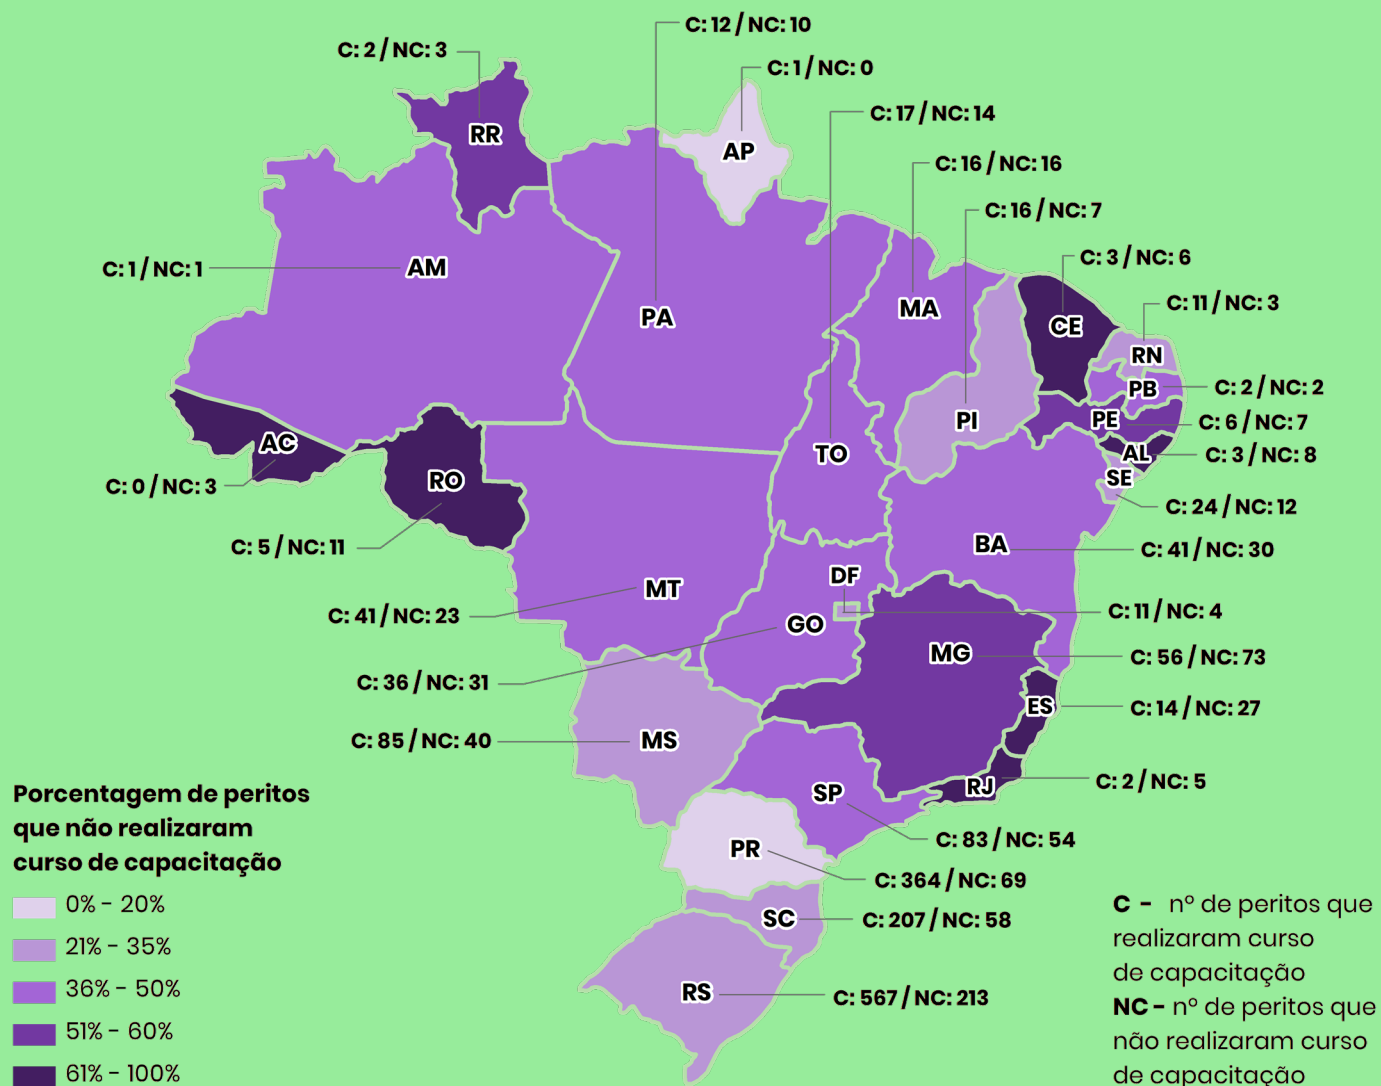 C: 12 / NC: 10
C: 2 / NC: 3
C: 1 / NC: 0
C: 17 / NC: 14
RR
AP
C: 16 / NC: 16
C: 16 / NC: 7
C: 3 / NC: 6
C: 1 / NC: 1
AM
C: 11 / NC: 3
MA
PA
CE
RN
C: 2 / NC: 2
PB
PI
PE
C: 6 / NC: 7
AC
TO
AL
C: 3 / NC: 8
RO
SE
C: 0 / NC: 3
C: 24 / NC: 12
C: 5 / NC: 11
BA
C: 41 / NC: 30
DF
MT
C: 41 / NC: 23
C: 11 / NC: 4
GO
MG
C: 56 / NC: 73
C: 36 / NC: 31
ES
C: 14 / NC: 27
C: 85 / NC: 40
MS
RJ
C: 2 / NC: 5
SP
C: 83 / NC: 54
PR
C: 364 / NC: 69
SC
C: 207 / NC: 58
RS
C: 567 / NC: 213
Porcentagem de peritos
que não realizaram
curso de capacitação
0% - 20%
21% - 35%
36% - 50%
51% - 60%
61% - 100%
C - nº de peritos que
realizaram curso
de capacitação
NC - nº de peritos que
não realizaram curso
de capacitação